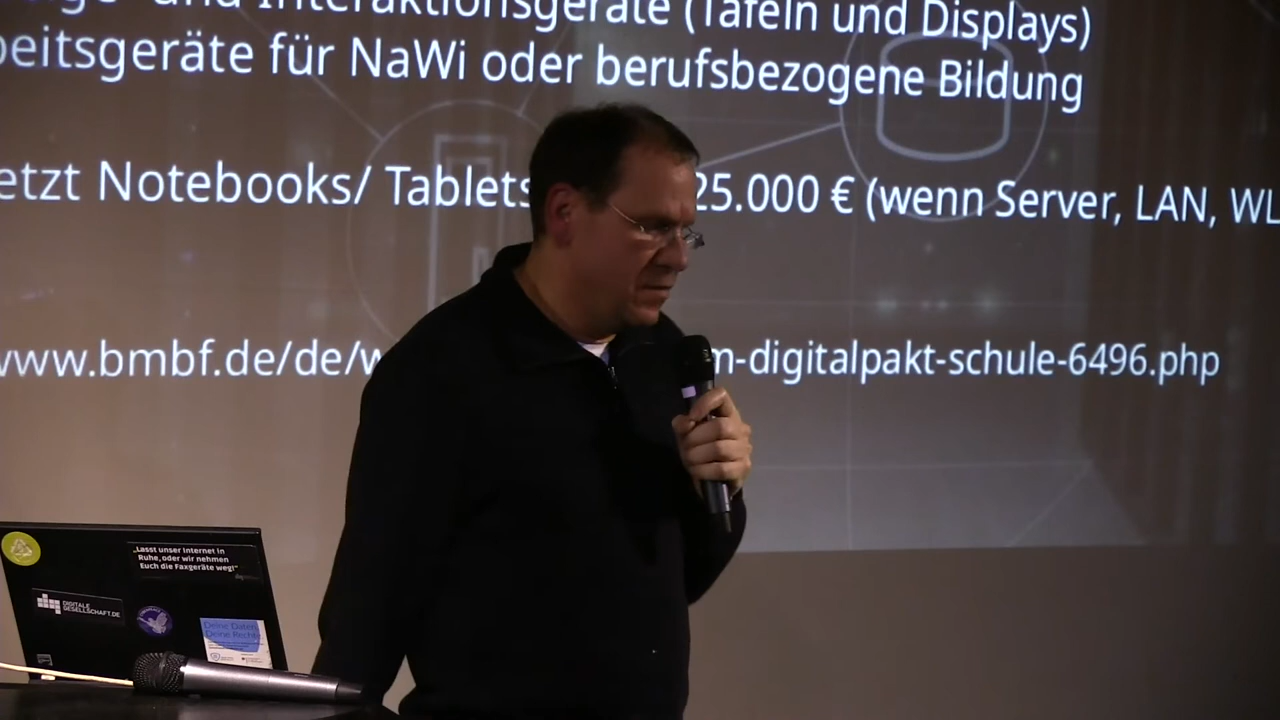 und Interaktionsgeräte (Tafeln und Displays)
beitsgeräte für NaWi oder berufsbezogene Bildung
etzt Notebooks/ Tablets 25.000 € (wenn Server, LAN, WL
www.bmbf.de/de/w m-digitalpakt-schule-6496.php
„Lasst unser Internet in
Ruhe, oder wir nehmen
Euch die Faxgeräte weg!“
DIGITALE
GESELLSCHAFT.DE
Deine Daten
Deine Rechte